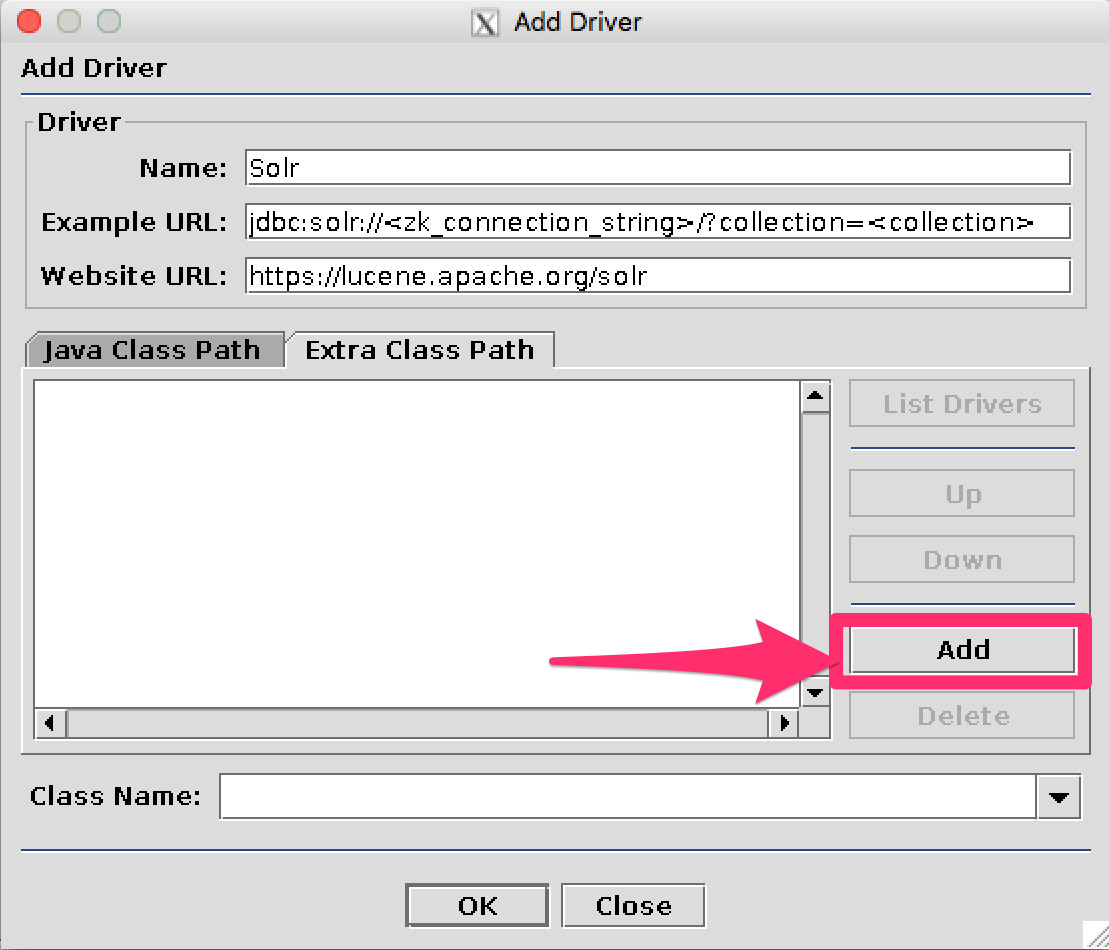 Add Driver
Add Driver
Driver
Name: Solr
Example URL: jdbc:solr://<zk_connection_string>/?collection=<collection>
Website URL: https://lucene.apache.org/solr
Java Class Path Extra Class Path
List Drivers
Up
Down
Add
Delete
Class Name:
OK Close